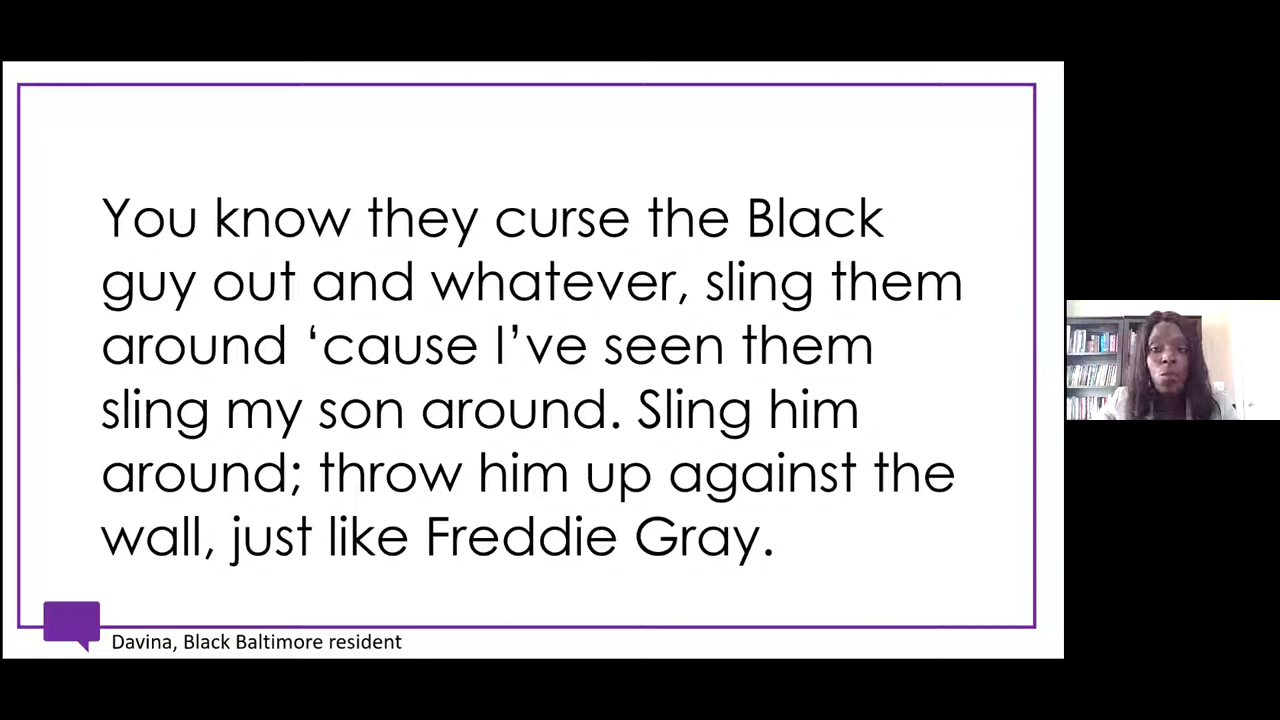 You know they curse the Black
guy out and whatever, sling them
around ‘cause I’ve seen them
sling my son around. Sling him
around; throw him up against the
wall, just like Freddie Gray.
Davina, Black Baltimore resident